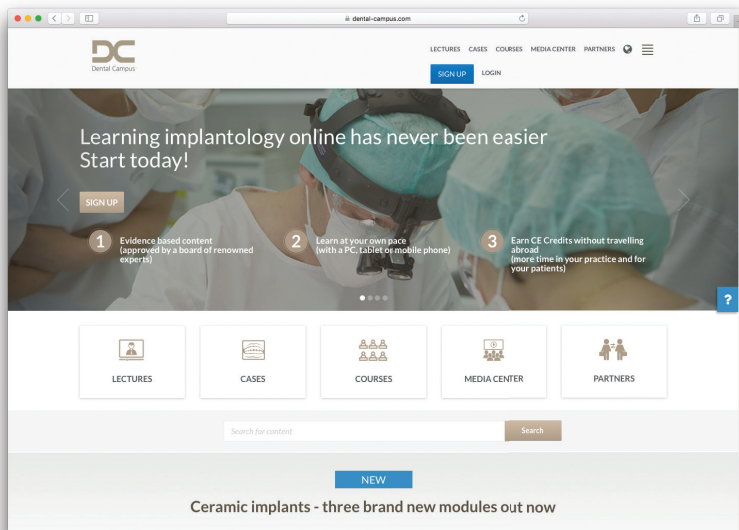 dental-campus.com
DC
Dental Campus
LECTURES CASES COURSES MEDIA CENTER PARTNERS
SIGN UP LOGIN
Learning implantology online has never been easier
Start today!
SIGN UP
1 Evidence based content
(approved by a board of renowned
experts)
2 Learn at your own pace
(with a PC, tablet or mobile phone)
3 Earn CE Credits without travelling
abroad
(more time in your practice and for
your patients)
?
LECTURES
CASES
COURSES
MEDIA CENTER
PARTNERS
Search for content
Search
NEW
Ceramic implants - three brand new modules out now